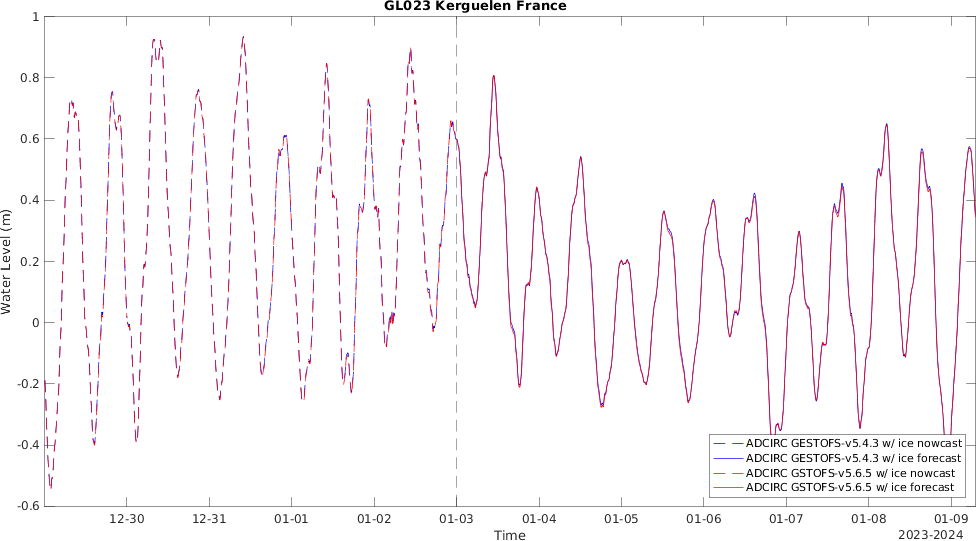 GL023 Kerguelen France
Water Level (m)
1
0.8
0.6
0.4
0.2
0
-0.2
-0.4
-0.6
ADCIRC GESTOFS-v5.4.3 w/ ice nowcast
ADCIRC GESTOFS-v5.4.3 w/ ice forecast
ADCIRC GSTOFS-v5.6.5 w/ ice nowcast
ADCIRC GSTOFS-v5.6.5 w/ ice forecast
12-30 12-31 01-01 01-02 01-03 01-04 01-05 01-06 01-07 01-08 01-09
Time
2023-2024